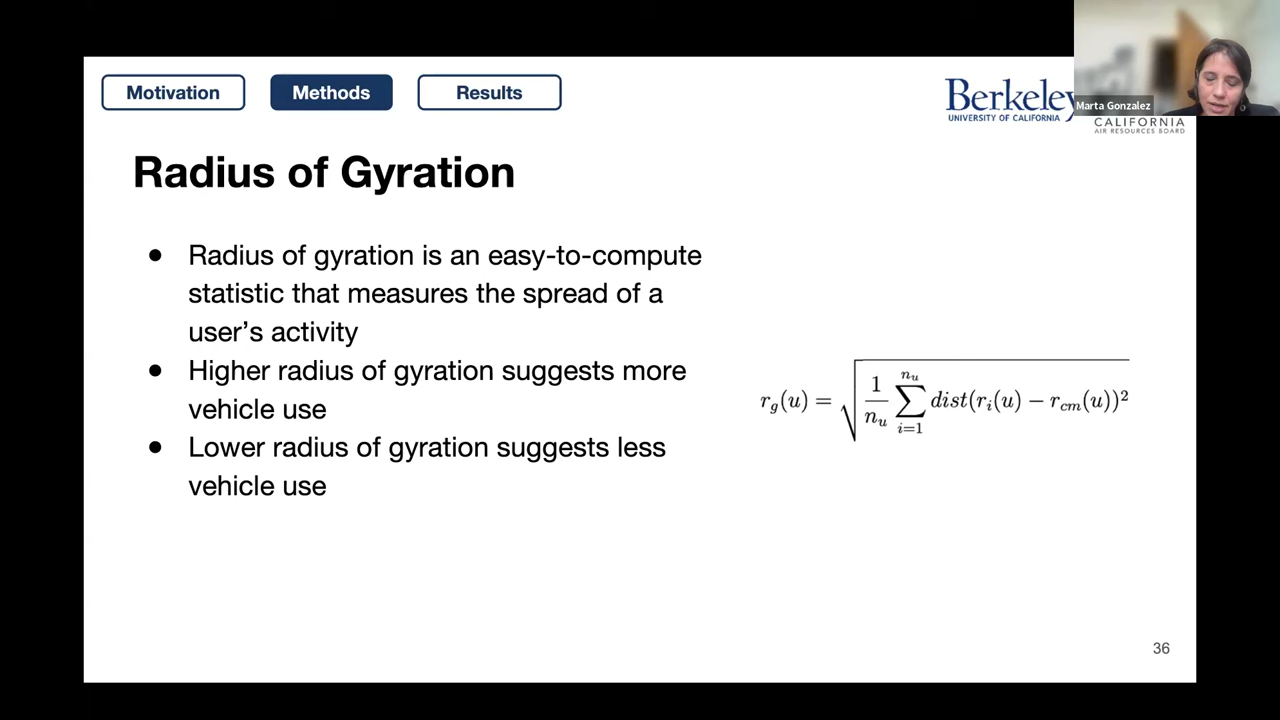 Motivation
Methods
Results
Berkeley
UNIVERSITY OF CALIFORNIA
Marta Gonzalez
CALIFORNIA
AIR RESOURCES BOARD
Radius of Gyration
● Radius of gyration is an easy-to-compute
statistic that measures the spread of a
user’s activity
● Higher radius of gyration suggests more
vehicle use
● Lower radius of gyration suggests less
vehicle use
r_g(u) = √(1/n_u ∑_{i=1}^{n_u} dist(r_i(u) − r_{cm}(u))²)
36